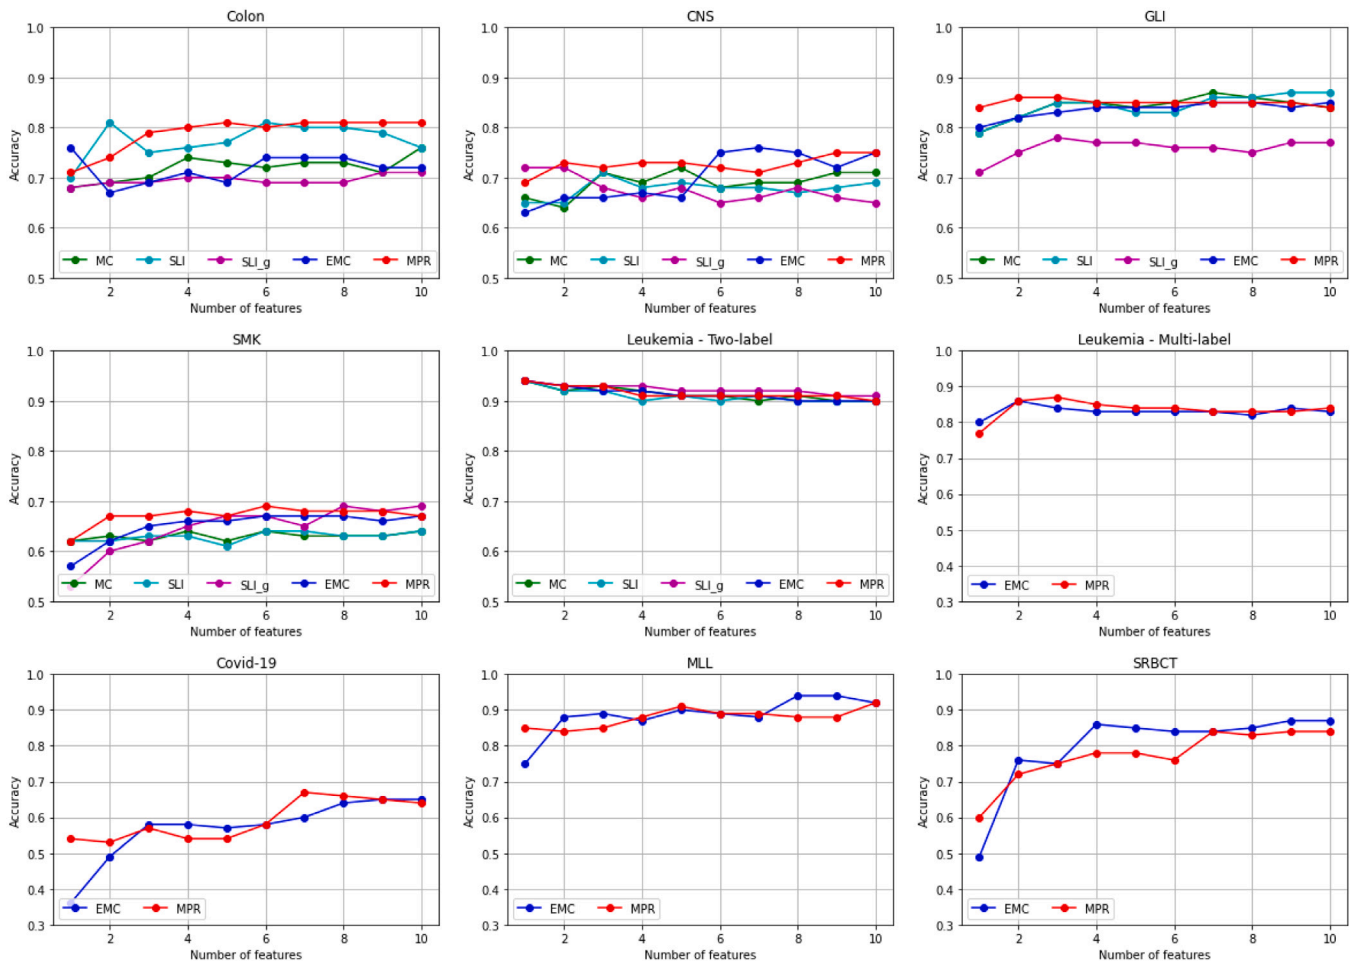 Colon
CNS
GLI
1.0
0.9
0.8
0.7
0.6
0.5
Accuracy
MC SLI SLI_g EMC MPR
2 4 6 8 10
Number of features
1.0
0.9
0.8
0.7
0.6
0.5
Accuracy
MC SLI SLI_g EMC MPR
2 4 6 8 10
Number of features
1.0
0.9
0.8
0.7
0.6
0.5
Accuracy
MC SLI SLI_g EMC MPR
2 4 6 8 10
Number of features
SMK
Leukemia - Two-label
Leukemia - Multi-label
1.0
0.9
0.8
0.7
0.6
0.5
Accuracy
MC SLI SLI_g EMC MPR
2 4 6 8 10
Number of features
1.0
0.9
0.8
0.7
0.6
0.5
Accuracy
MC SLI SLI_g EMC MPR
2 4 6 8 10
Number of features
1.0
0.9
0.8
0.7
0.6
0.5
0.4
0.3
Accuracy
EMC MPR
2 4 6 8 10
Number of features
Covid-19
MLL
SRBCT
1.0
0.9
0.8
0.7
0.6
0.5
0.4
0.3
Accuracy
EMC MPR
2 4 6 8 10
Number of features
1.0
0.9
0.8
0.7
0.6
0.5
0.4
0.3
Accuracy
EMC MPR
2 4 6 8 10
Number of features
1.0
0.9
0.8
0.7
0.6
0.5
0.4
0.3
Accuracy
EMC MPR
2 4 6 8 10
Number of features